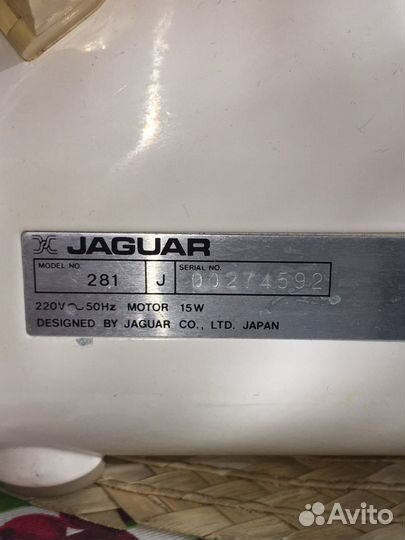 JAGUAR
MODEL NO. 281 J SERIAL NO. 00274592
220V ~ 50Hz MOTOR 15W
DESIGNED BY JAGUAR CO., LTD. JAPAN
Avito